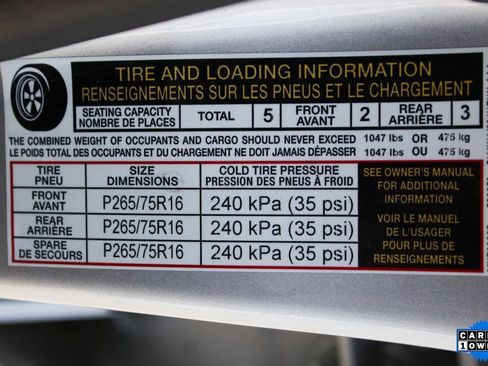 TIRE AND LOADING INFORMATION
RENSEIGNEMENTS SUR LES PNEUS ET LE CHARGEMENT
SEATING CAPACITY
NOMBRE DE PLACES
TOTAL 5
FRONT
AVANT
2
REAR
ARRIÈRE
3
THE COMBINED WEIGHT OF OCCUPANTS AND CARGO SHOULD NEVER EXCEED 1047 lbs OR 475 kg
LE POIDS TOTAL DES OCCUPANTS ET DU CHARGEMENT NE DOIT JAMAIS DÉPASSER 1047 lbs OU 475 kg
TIRE
PNEU
SIZE
DIMENSIONS
COLD TIRE PRESSURE
PRESSION DES PNEUS À FROID
FRONT
AVANT
P265/75R16 240 kPa (35 psi)
REAR
ARRIÈRE
P265/75R16 240 kPa (35 psi)
SPARE
DE SECOURS
P265/75R16 240 kPa (35 psi)
SEE OWNER'S MANUAL
FOR ADDITIONAL
INFORMATION
VOIR LE MANUEL
DE L'USAGER
POUR PLUS DE
RENSEIGNEMENTS